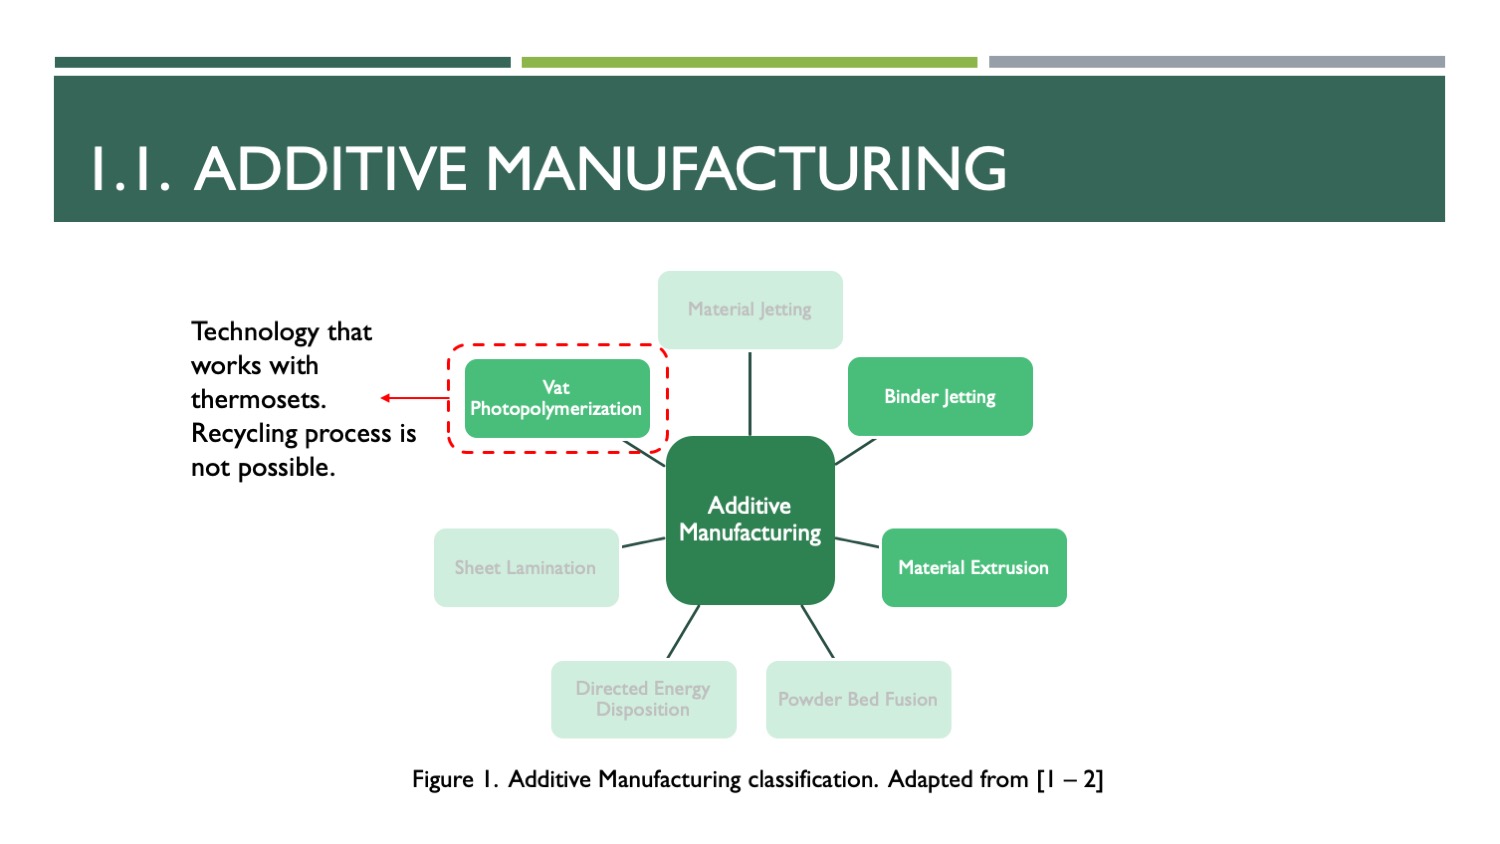 1.1. ADDITIVE MANUFACTURING
Material Jetting
Technology that
works with
thermosets.
Recycling process is
not possible.
Vat
Photopolymerization
Binder Jetting
Additive
Manufacturing
Sheet Lamination
Material Extrusion
Directed Energy
Disposition
Powder Bed Fusion
Figure 1. Additive Manufacturing classification. Adapted from [1 – 2]